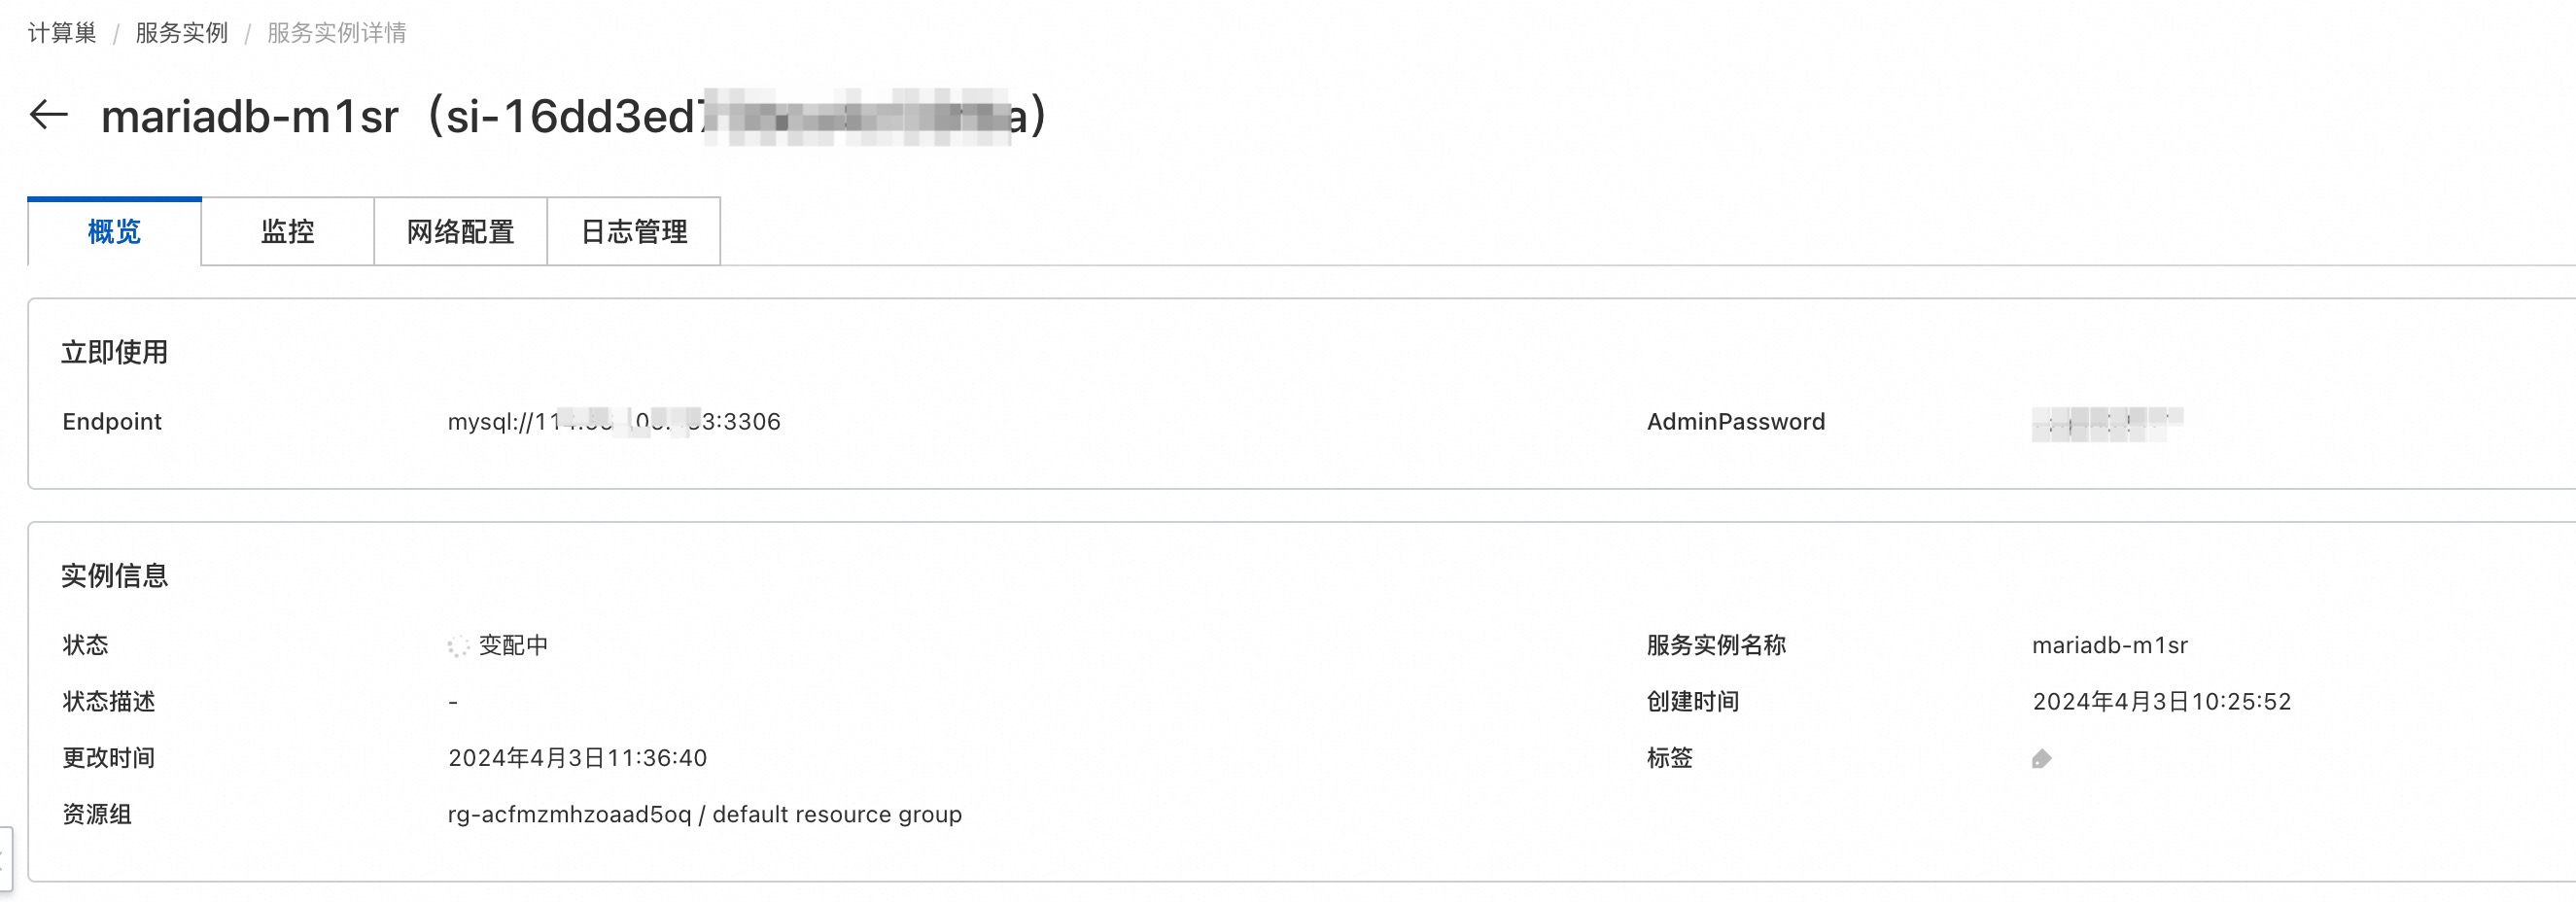 计算巢 / 服务实例 / 服务实例详情
mariadb-m1sr（si-16dd3ed a）
概览 监控 网络配置 日志管理
立即使用
Endpoint mysql://11 3:3306 AdminPassword
实例信息
状态 变配中 服务实例名称 mariadb-m1sr
状态描述 - 创建时间 2024年4月3日10:25:52
更改时间 2024年4月3日11:36:40 标签
资源组 rg-acfmzmhzoaad5oq / default resource group